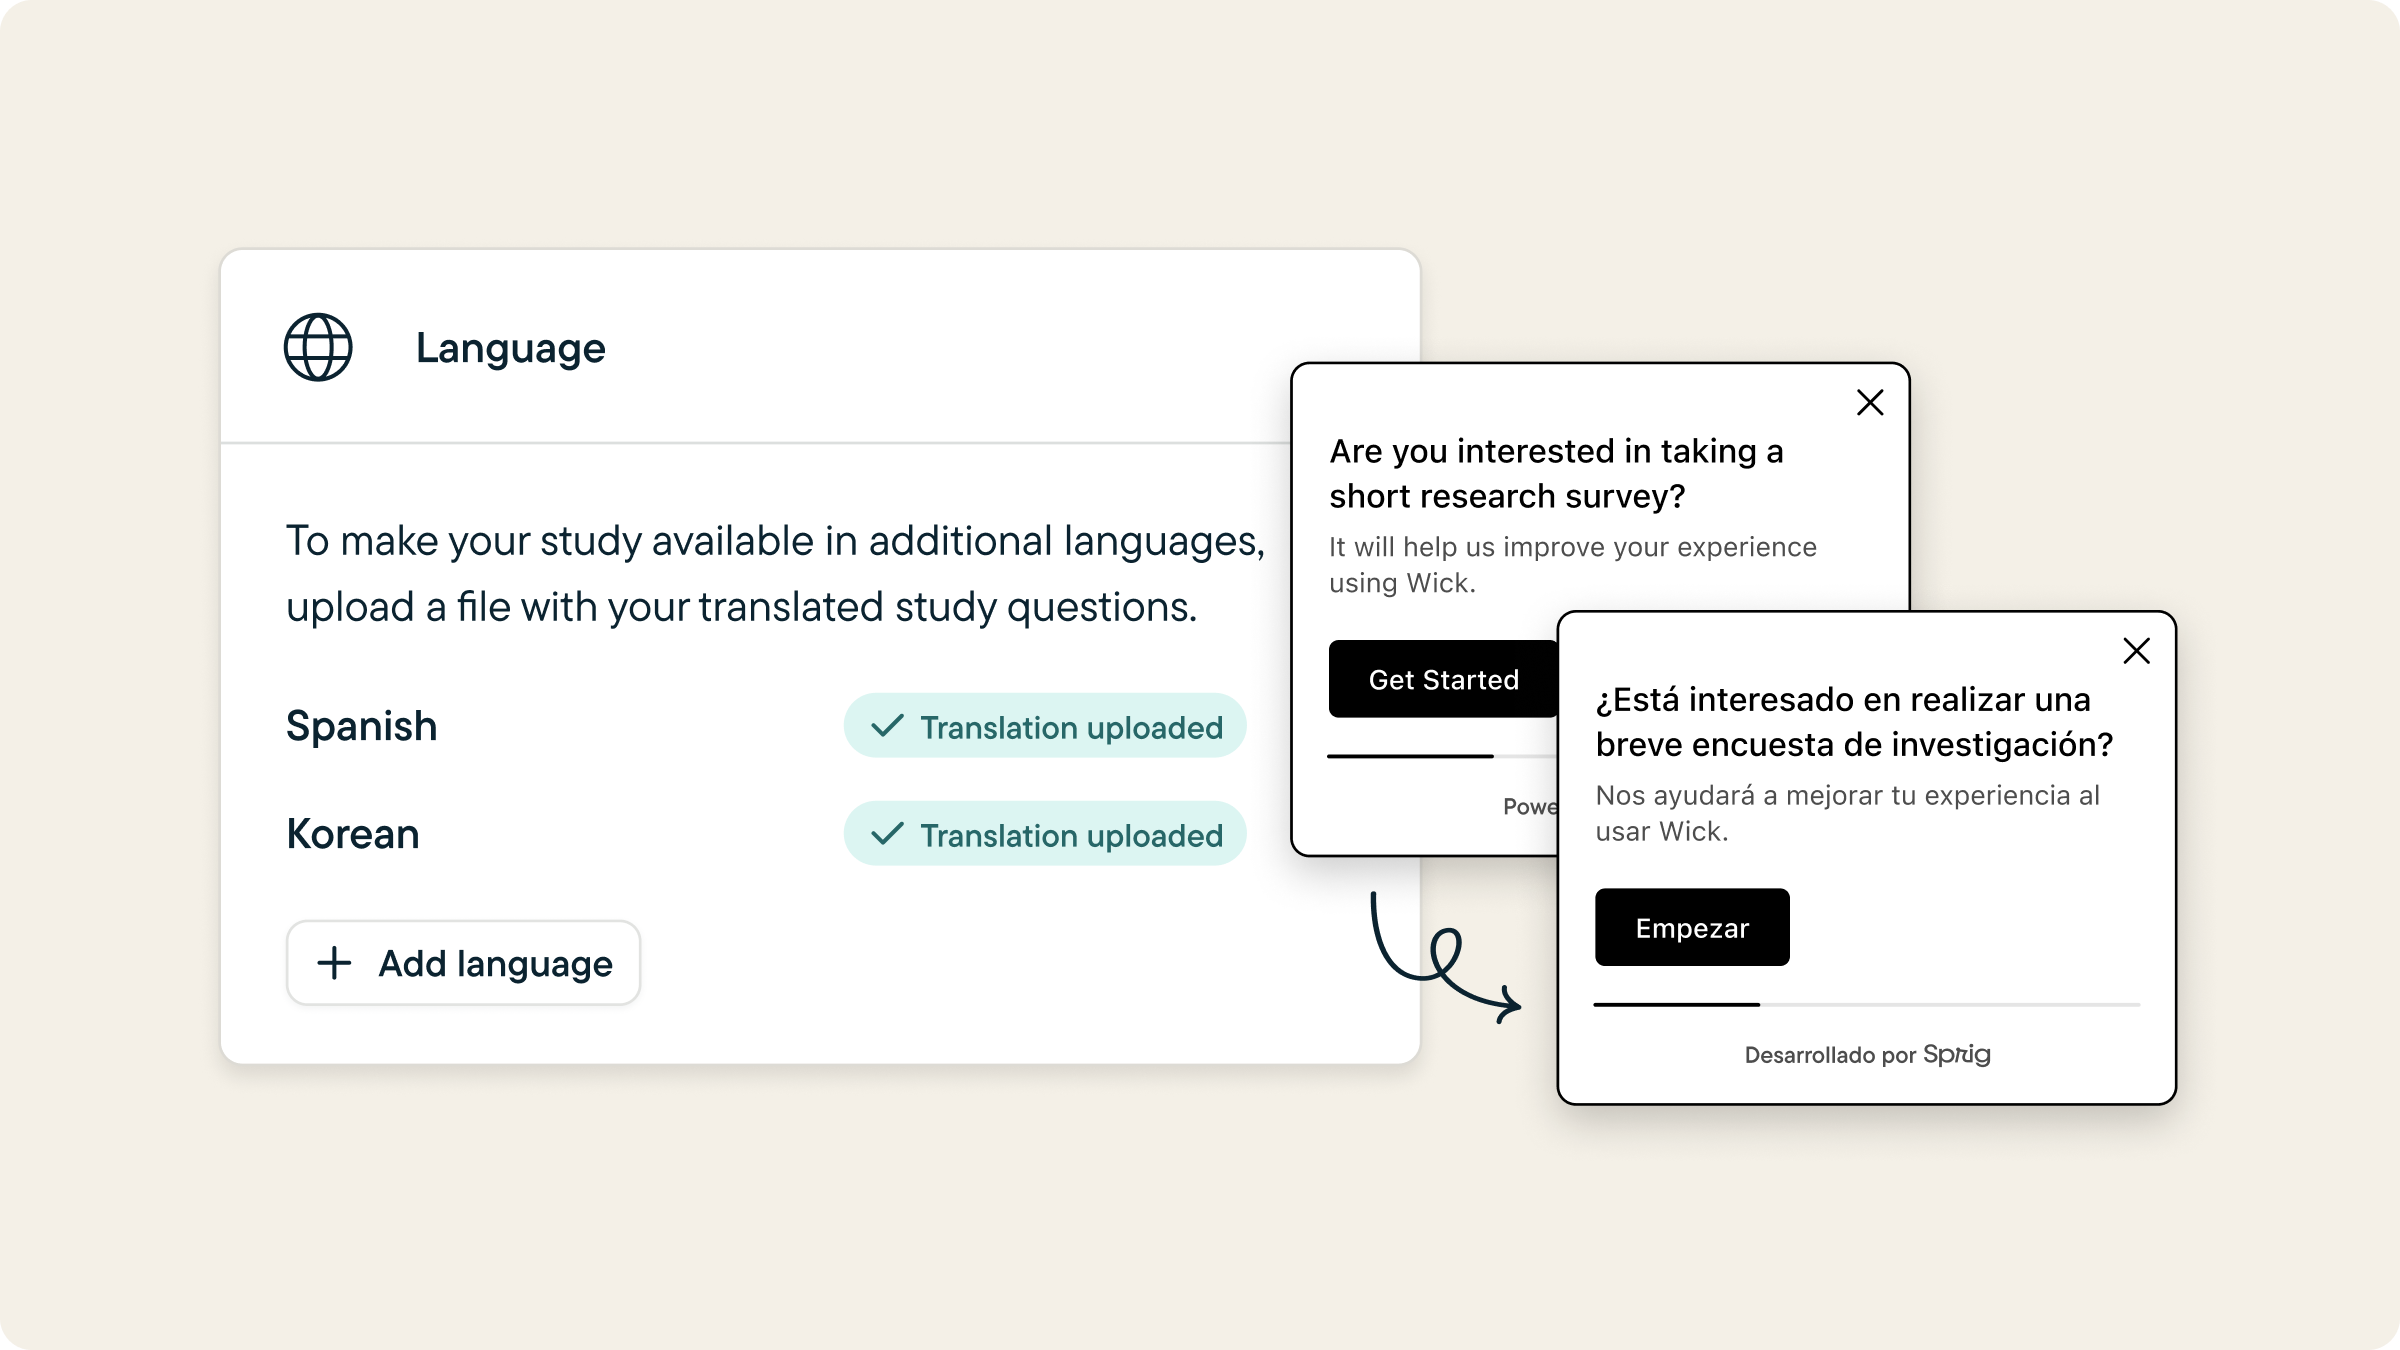 Language
To make your study available in additional languages,
upload a file with your translated study questions.
Spanish
Translation uploaded
Korean
Translation uploaded
Add language
Are you interested in taking a
short research survey?
It will help us improve your experience
using Wick.
Get Started
¿Está interesado en realizar una
breve encuesta de investigación?
Nos ayudará a mejorar tu experiencia al
usar Wick.
Empezar
Desarrollado por Sprig